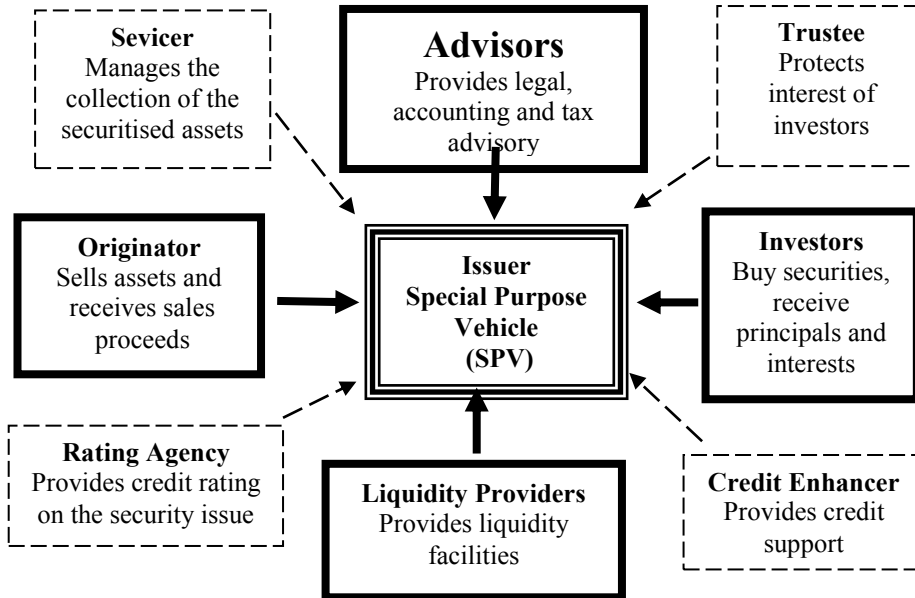 Sevicer
Manages the
collection of the
securitised assets
Advisors
Provides legal,
accounting and tax
advisory
Trustee
Protects
interest of
investors
Originator
Sells assets and
receives sales
proceeds
Issuer
Special Purpose
Vehicle
(SPV)
Investors
Buy securities,
receive
principals and
interests
Rating Agency
Provides credit rating
on the security issue
Liquidity Providers
Provides liquidity
facilities
Credit Enhancer
Provides credit
support